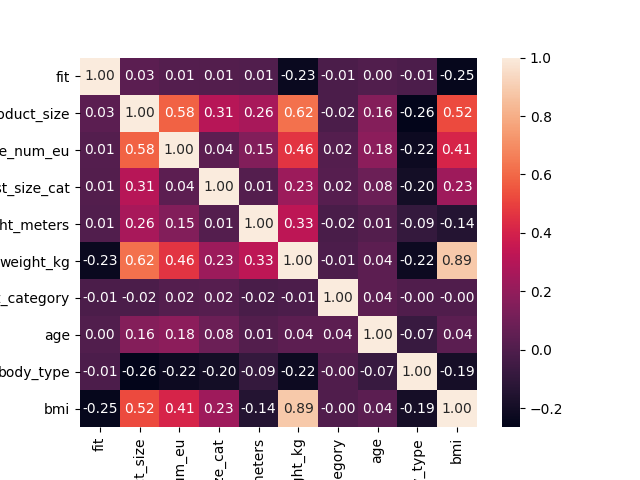 fit 1.00 0.03 0.01 0.01 0.01 -0.23 -0.01 0.00 -0.01 -0.25
oduct_size 0.03 1.00 0.58 0.31 0.26 0.62 -0.02 0.16 -0.26 0.52
e_num_eu 0.01 0.58 1.00 0.04 0.15 0.46 0.02 0.18 -0.22 0.41
st_size_cat 0.01 0.31 0.04 1.00 0.01 0.23 0.02 0.08 -0.20 0.23
ht_meters 0.01 0.26 0.15 0.01 1.00 0.33 -0.02 0.01 -0.09 -0.14
weight_kg -0.23 0.62 0.46 0.23 0.33 1.00 -0.01 0.04 -0.22 0.89
t_category -0.01 -0.02 0.02 0.02 -0.02 -0.01 1.00 0.04 -0.00 -0.00
age 0.00 0.16 0.18 0.08 0.01 0.04 0.04 1.00 -0.07 0.04
body_type -0.01 -0.26 -0.22 -0.20 -0.09 -0.22 -0.00 -0.07 1.00 -0.19
bmi -0.25 0.52 0.41 0.23 -0.14 0.89 -0.00 0.04 -0.19 1.00
fit
t_size
um_eu
ze_cat
meters
ght_kg
egory
age
y_type
bmi
1.0
0.8
0.6
0.4
0.2
0.0
−0.2